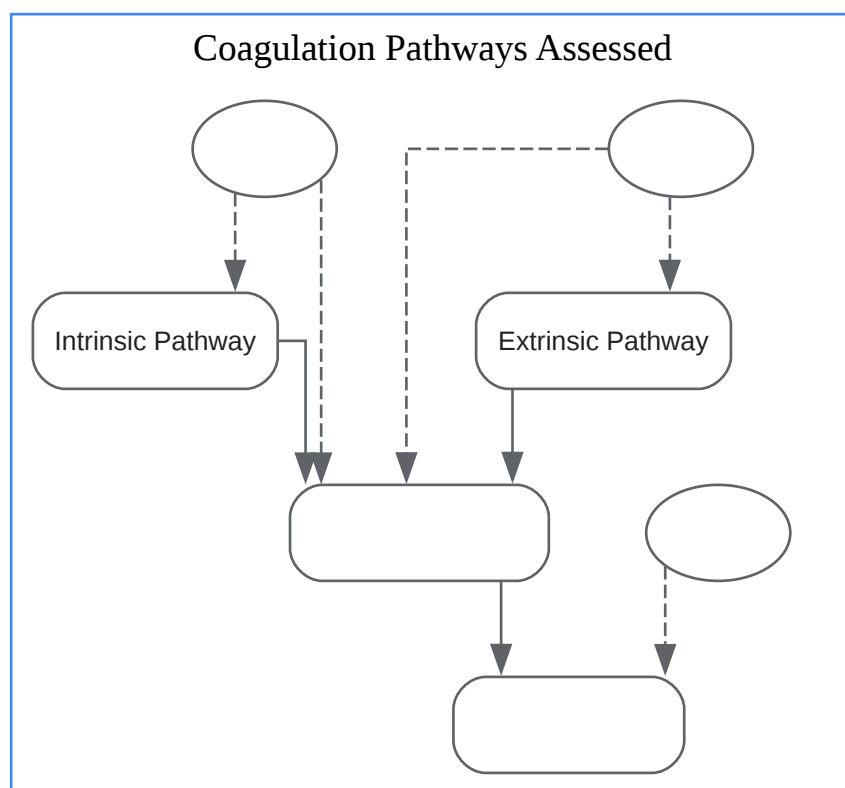 Coagulation Pathways Assessed
Intrinsic Pathway
Extrinsic Pathway